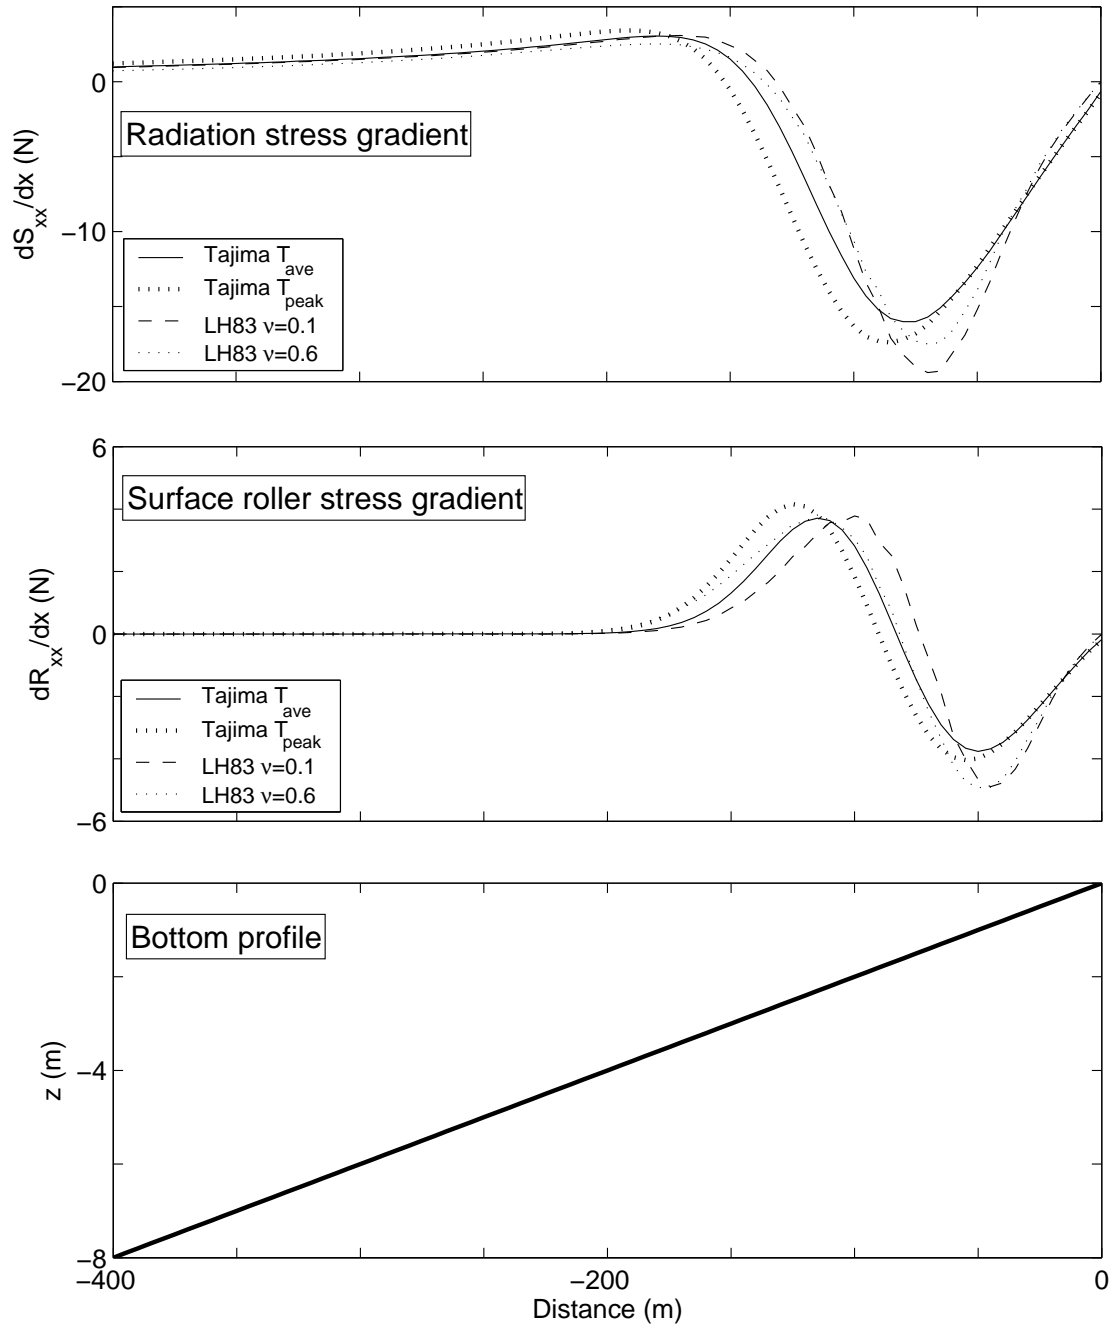 0
−10
−20
dS_xx/dx (N)
Radiation stress gradient
Tajima T_ave
Tajima T_peak
LH83 ν=0.1
LH83 ν=0.6
6
0
−6
dR_xx/dx (N)
Surface roller stress gradient
Tajima T_ave
Tajima T_peak
LH83 ν=0.1
LH83 ν=0.6
0
−4
−8
z (m)
Bottom profile
−400 −200 0
Distance (m)